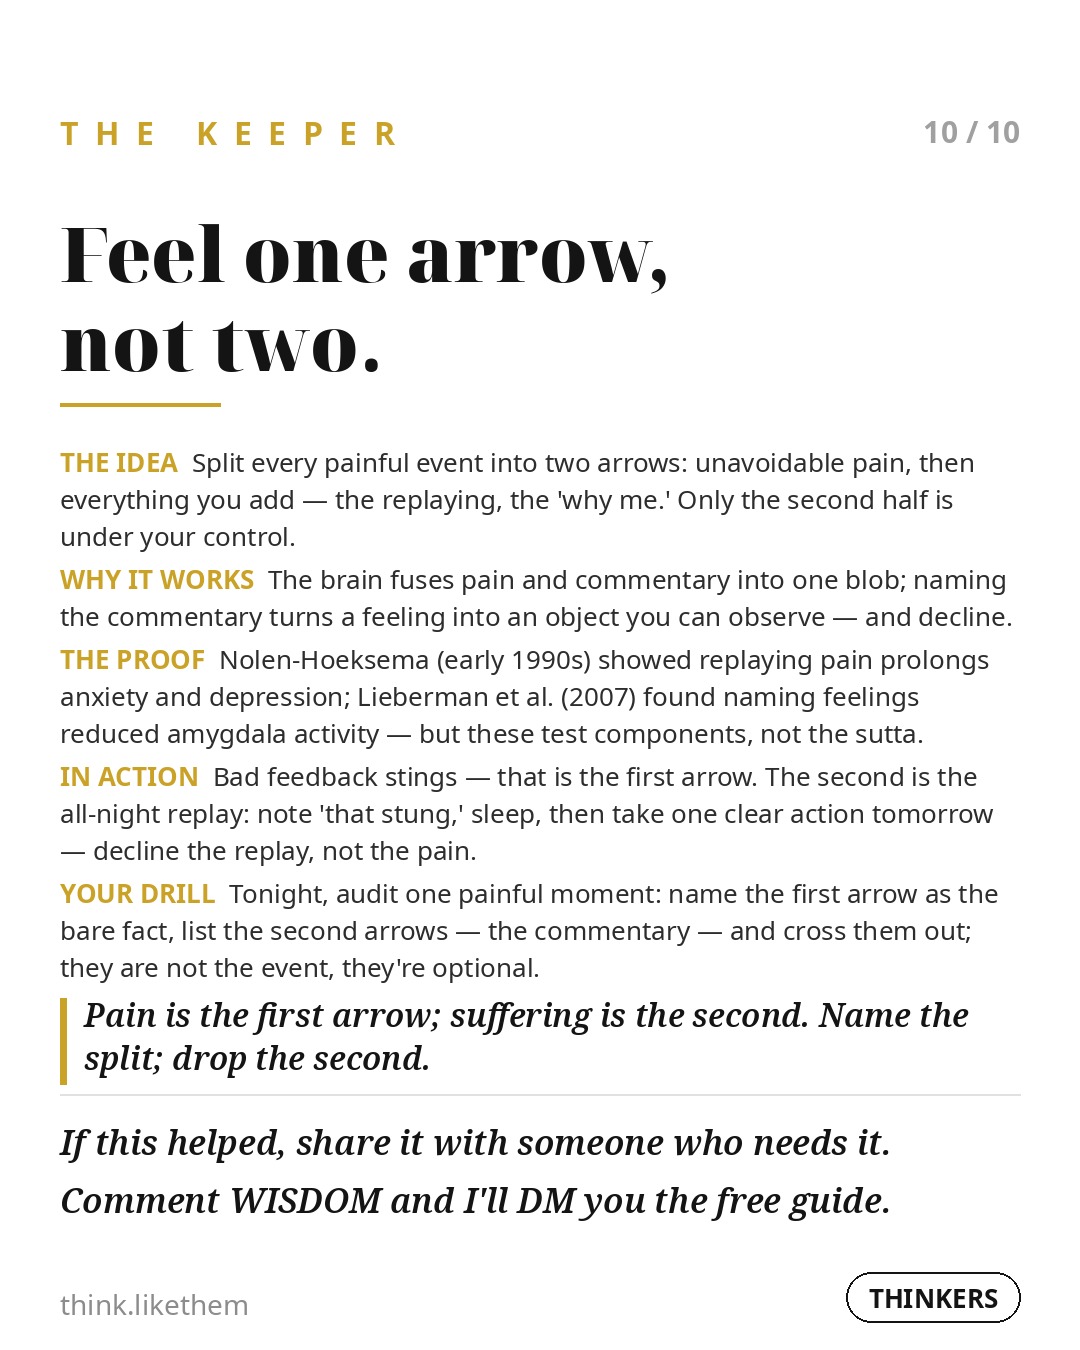 THE KEEPER
10 / 10
Feel one arrow,
not two.
THE IDEA Split every painful event into two arrows: unavoidable pain, then
everything you add — the replaying, the 'why me.' Only the second half is
under your control.
WHY IT WORKS The brain fuses pain and commentary into one blob; naming
the commentary turns a feeling into an object you can observe — and decline.
THE PROOF Nolen-Hoeksema (early 1990s) showed replaying pain prolongs
anxiety and depression; Lieberman et al. (2007) found naming feelings
reduced amygdala activity — but these test components, not the sutta.
IN ACTION Bad feedback stings — that is the first arrow. The second is the
all-night replay: note 'that stung,' sleep, then take one clear action tomorrow
— decline the replay, not the pain.
YOUR DRILL Tonight, audit one painful moment: name the first arrow as the
bare fact, list the second arrows — the commentary — and cross them out;
they are not the event, they're optional.
Pain is the first arrow; suffering is the second. Name the
split; drop the second.
If this helped, share it with someone who needs it.
Comment WISDOM and I'll DM you the free guide.
think.likethem
THINKERS